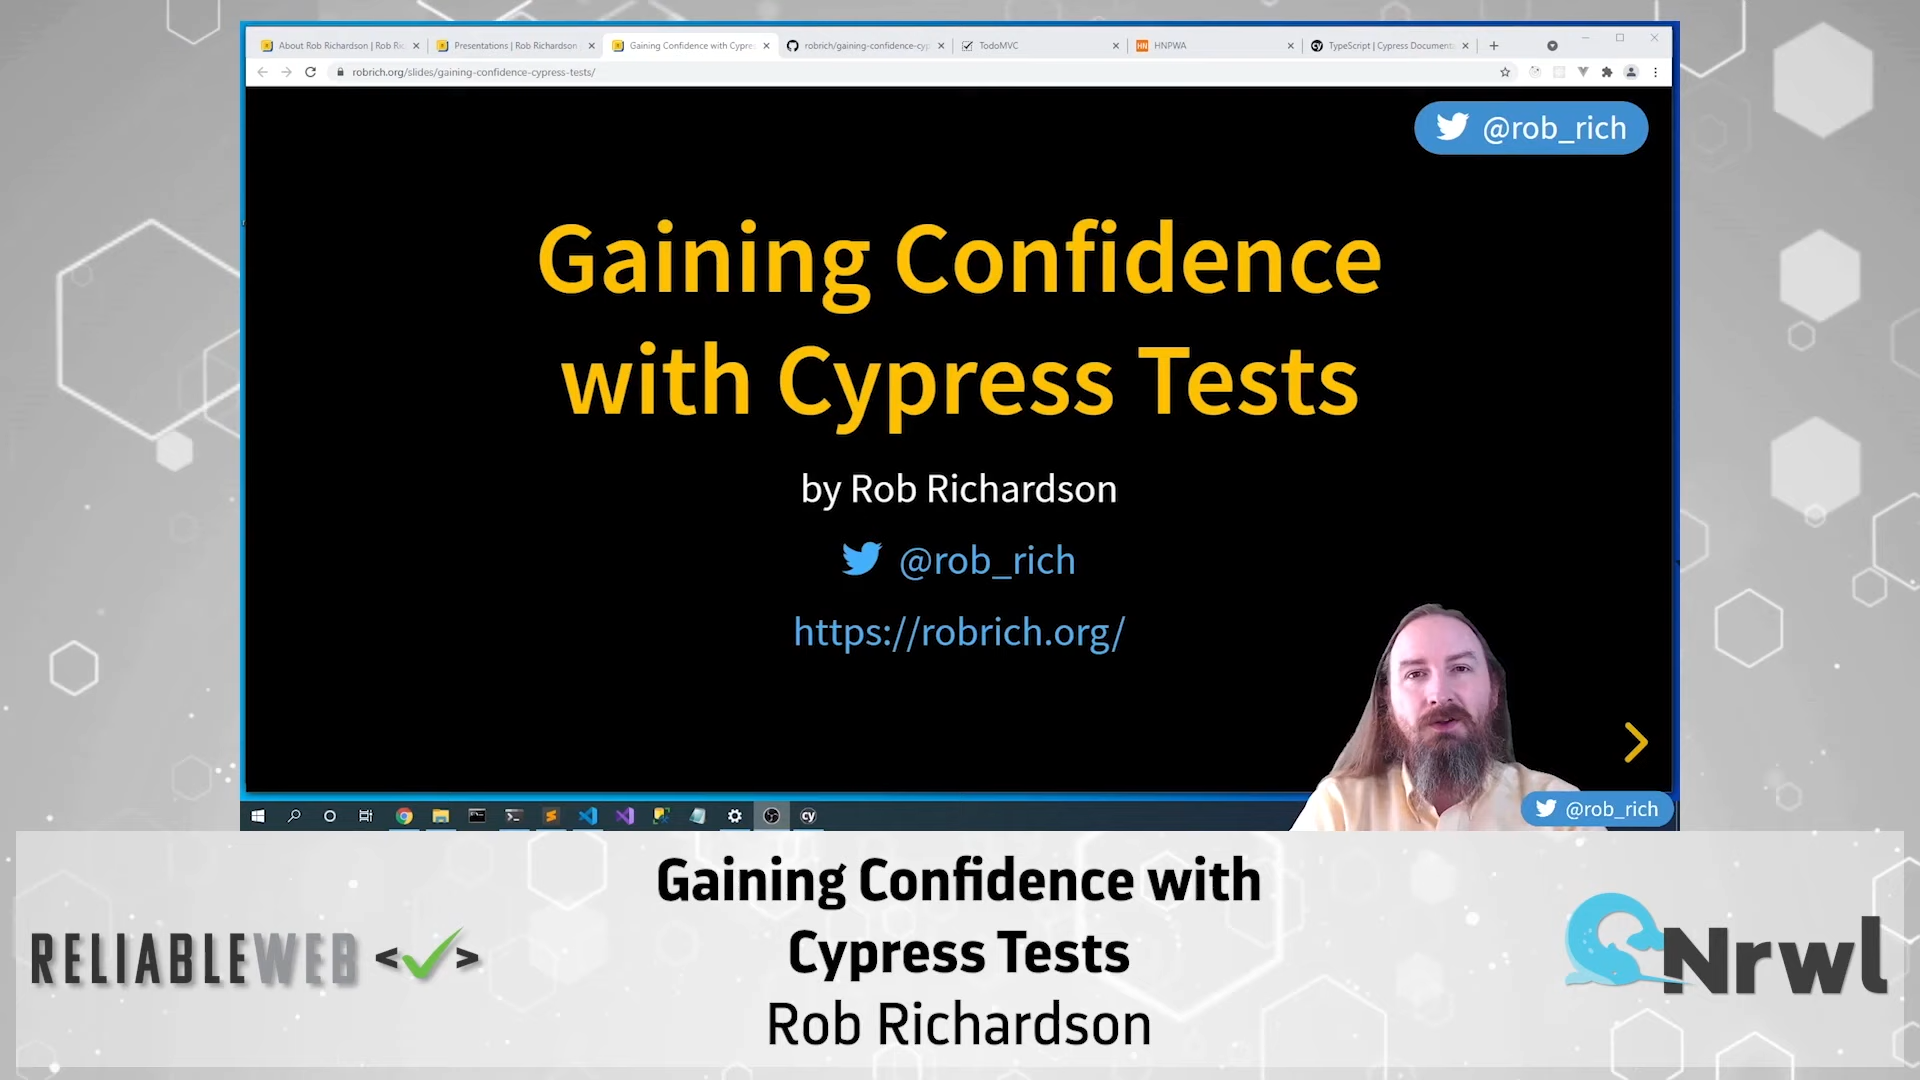 About Rob Richardson | Rob Ric
Presentations | Rob Richardson
Gaining Confidence with Cypre
robrich/gaining-confidence-cyp
TodoMVC
HNPWA
TypeScript | Cypress Document
robrich.org/slides/gaining-confidence-cypress-tests/
@rob_rich
Gaining Confidence
with Cypress Tests
by Rob Richardson
@rob_rich
https://robrich.org/
@rob_rich
Gaining Confidence with
Cypress Tests
Rob Richardson
RELIABLEWEB <✓>
Nrwl